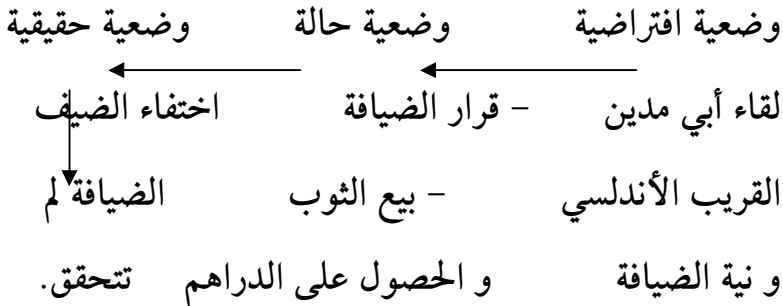 وضعية افتراضية وضعية حالة وضعية حقيقية
لقاء أبي مدين – قرار الضيافة اختفاء الضيف
القريب الأندلسي – بيع الثوب الضيافة لم
و نية الضيافة و الحصول على الدراهم تتحقق.